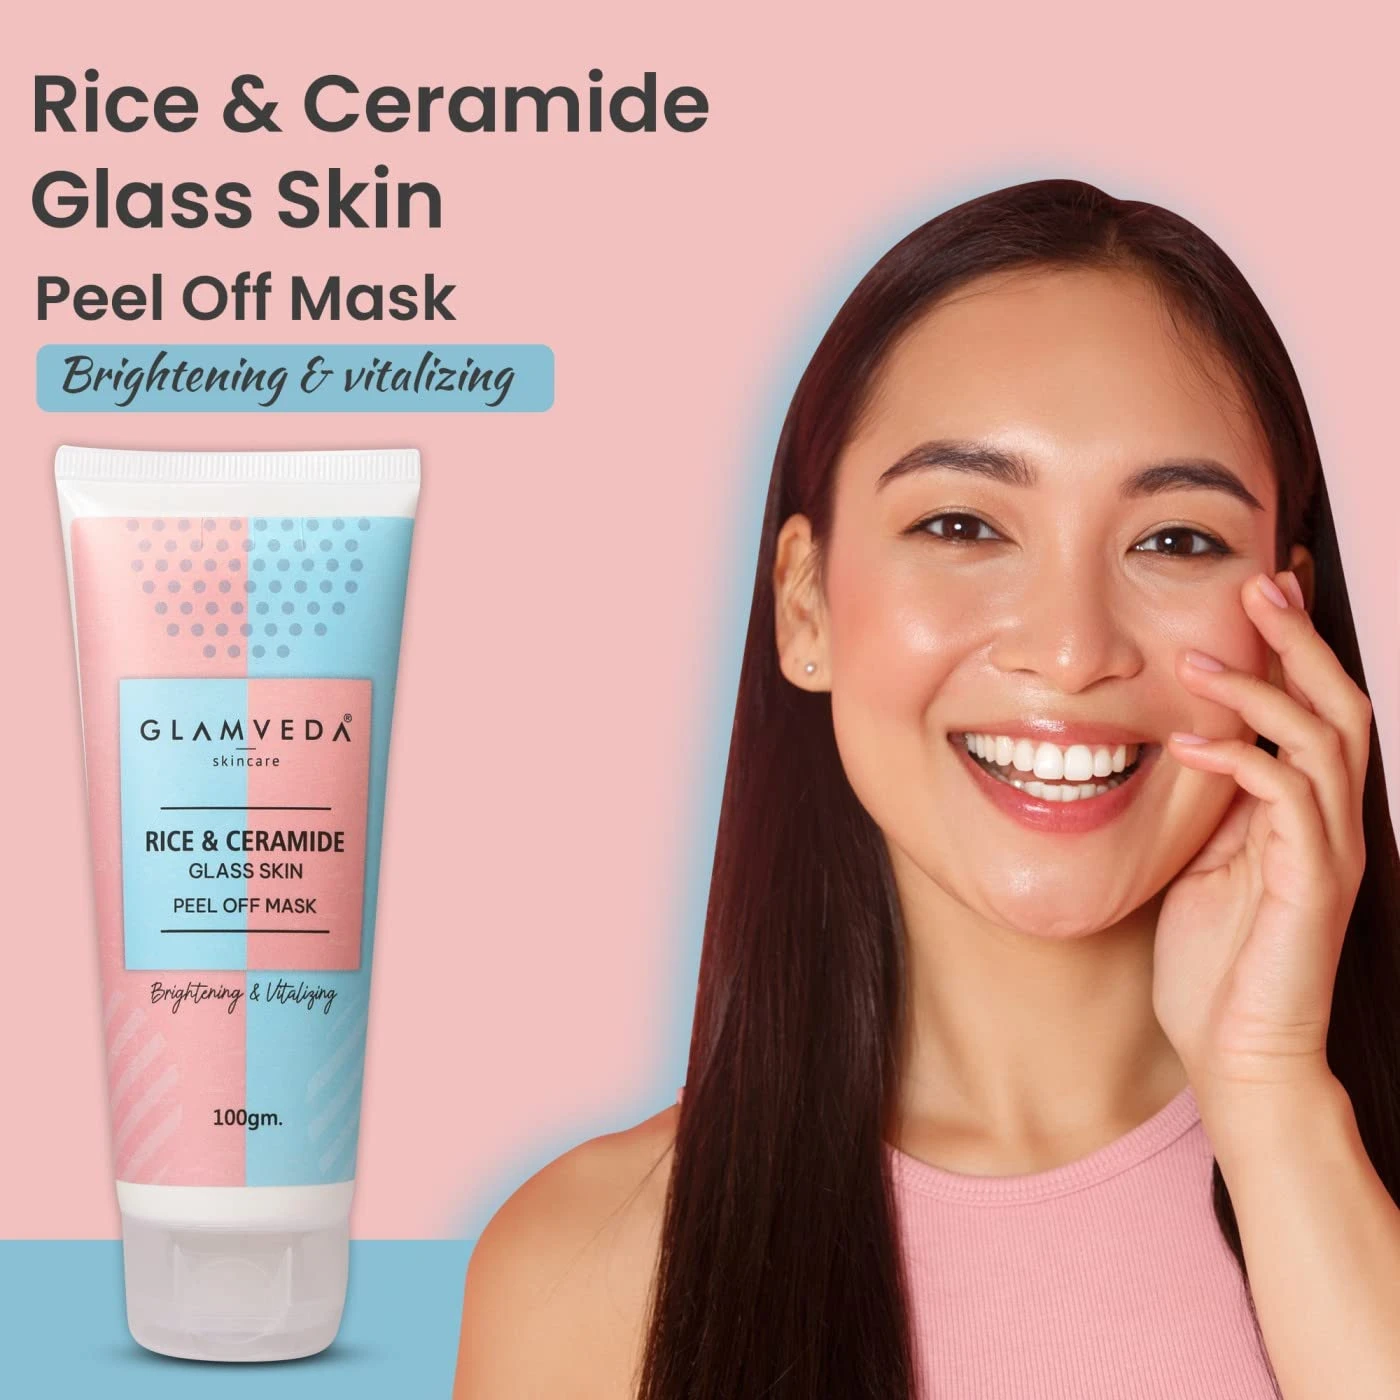 Rice & Ceramide
Glass Skin
Peel Off Mask
Brightening & vitalizing
GLAMVEDA®
skincare
RICE & CERAMIDE
GLASS SKIN
PEEL OFF MASK
Brightening & Vitalizing
100gm.